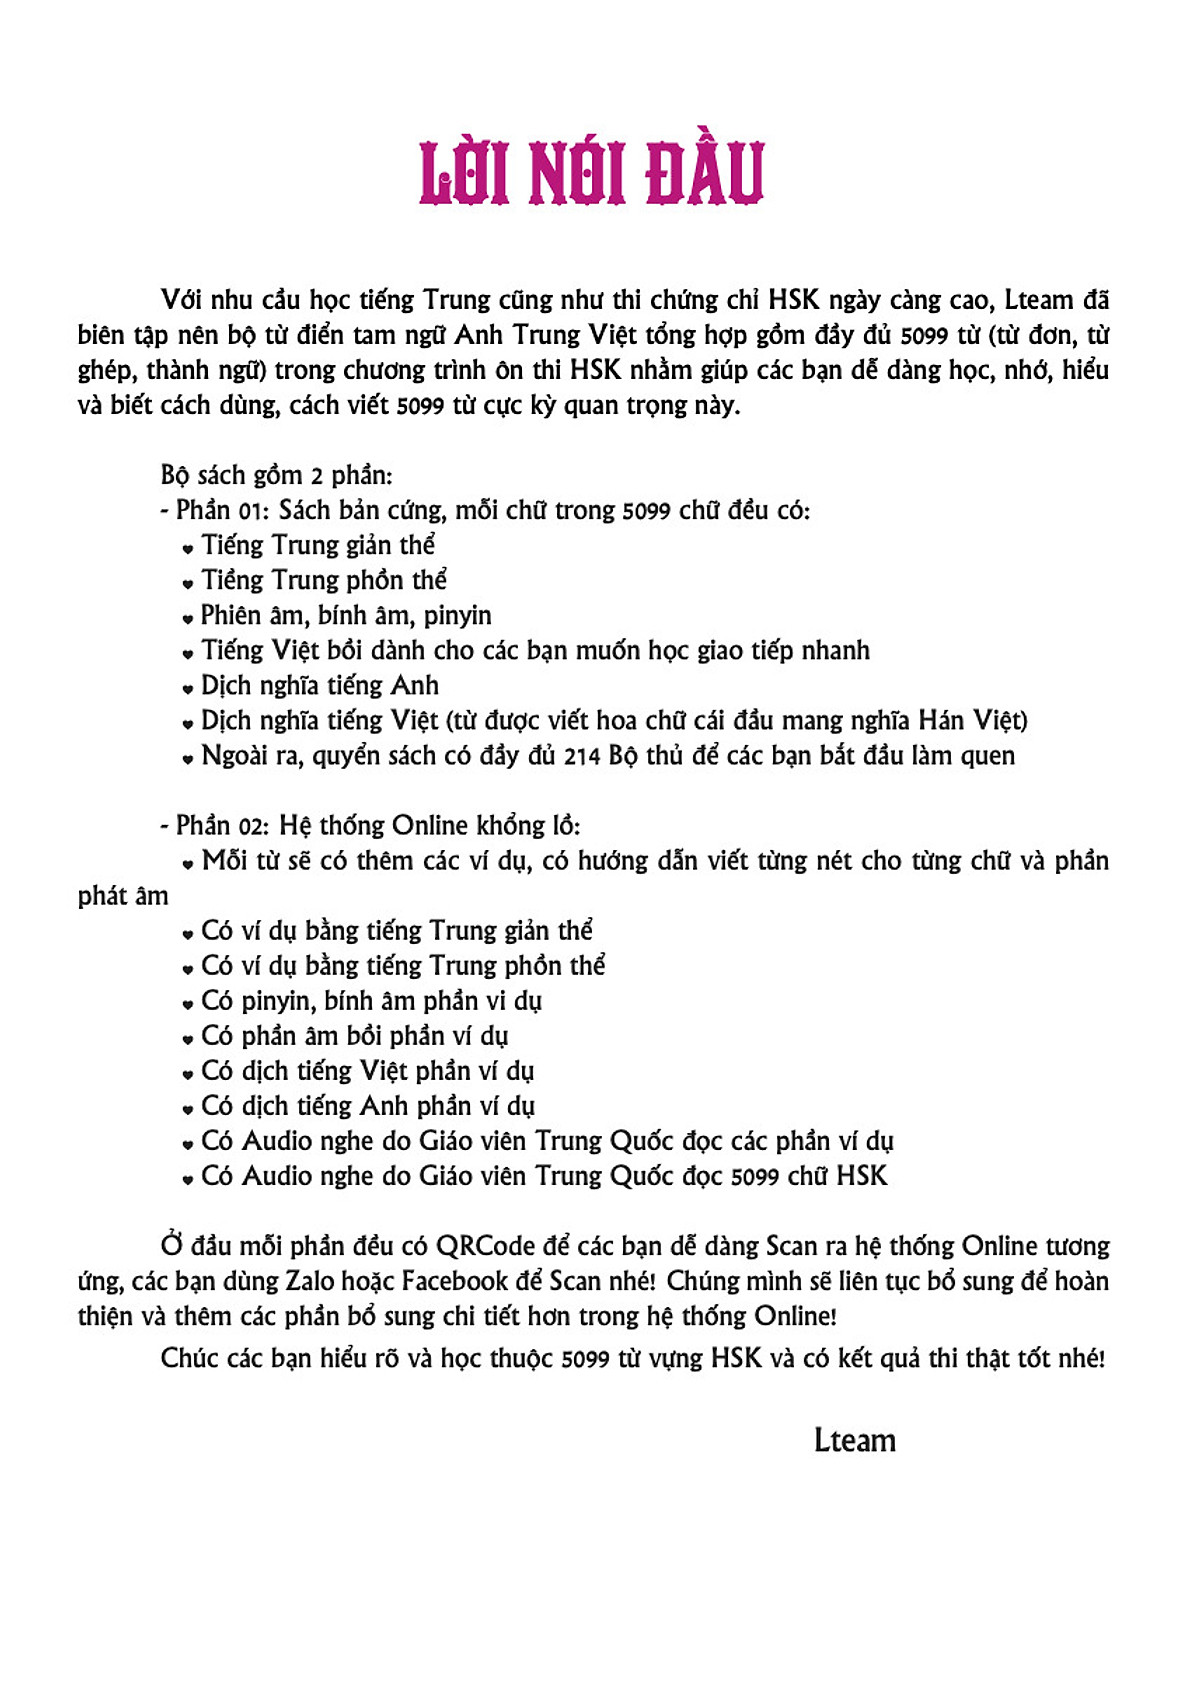 LỜI NÓI ĐẦU
Với nhu cầu học tiếng Trung cũng như thi chứng chỉ HSK ngày càng cao, Lteam đã
biên tập nên bộ từ điển tam ngữ Anh Trung Việt tổng hợp gồm đầy đủ 5099 từ (từ đơn, từ
ghép, thành ngữ) trong chương trình ôn thi HSK nhằm giúp các bạn dễ dàng học, nhớ, hiểu
và biết cách dùng, cách viết 5099 từ cực kỳ quan trọng này.
Bộ sách gồm 2 phần:
- Phần 01: Sách bản cứng, mỗi chữ trong 5099 chữ đều có:
♥ Tiếng Trung giản thể
♥ Tiềng Trung phồn thể
♥ Phiên âm, bính âm, pinyin
♥ Tiếng Việt bồi dành cho các bạn muốn học giao tiếp nhanh
♥ Dịch nghĩa tiếng Anh
♥ Dịch nghĩa tiếng Việt (từ được viết hoa chữ cái đầu mang nghĩa Hán Việt)
♥ Ngoài ra, quyển sách có đầy đủ 214 Bộ thủ để các bạn bắt đầu làm quen
- Phần 02: Hệ thống Online khổng lồ:
♥ Mỗi từ sẽ có thêm các ví dụ, có hướng dẫn viết từng nét cho từng chữ và phần
phát âm
♥ Có ví dụ bằng tiếng Trung giản thể
♥ Có ví dụ bằng tiếng Trung phồn thể
♥ Có pinyin, bính âm phần vi dụ
♥ Có phần âm bồi phần ví dụ
♥ Có dịch tiếng Việt phần ví dụ
♥ Có dịch tiếng Anh phần ví dụ
♥ Có Audio nghe do Giáo viên Trung Quốc đọc các phần ví dụ
♥ Có Audio nghe do Giáo viên Trung Quốc đọc 5099 chữ HSK
Ở đầu mỗi phần đều có QRCode để các bạn dễ dàng Scan ra hệ thống Online tương
ứng, các bạn dùng Zalo hoặc Facebook để Scan nhé! Chúng mình sẽ liên tục bổ sung để hoàn
thiện và thêm các phần bổ sung chi tiết hơn trong hệ thống Online!
Chúc các bạn hiểu rõ và học thuộc 5099 từ vựng HSK và có kết quả thi thật tốt nhé!
Lteam